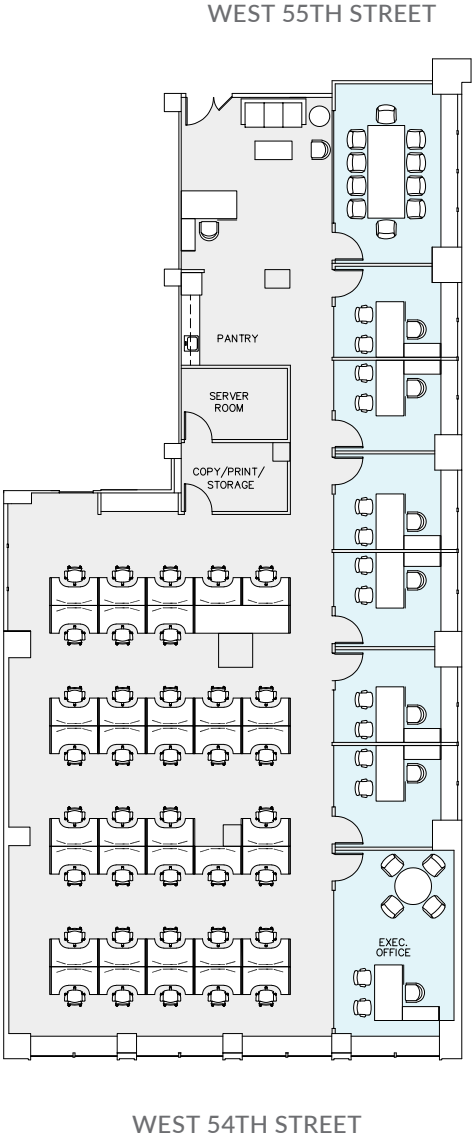 WEST 55TH STREET
PANTRY
SERVER
ROOM
COPY/PRINT/
STORAGE
EXEC.
OFFICE
WEST 54TH STREET